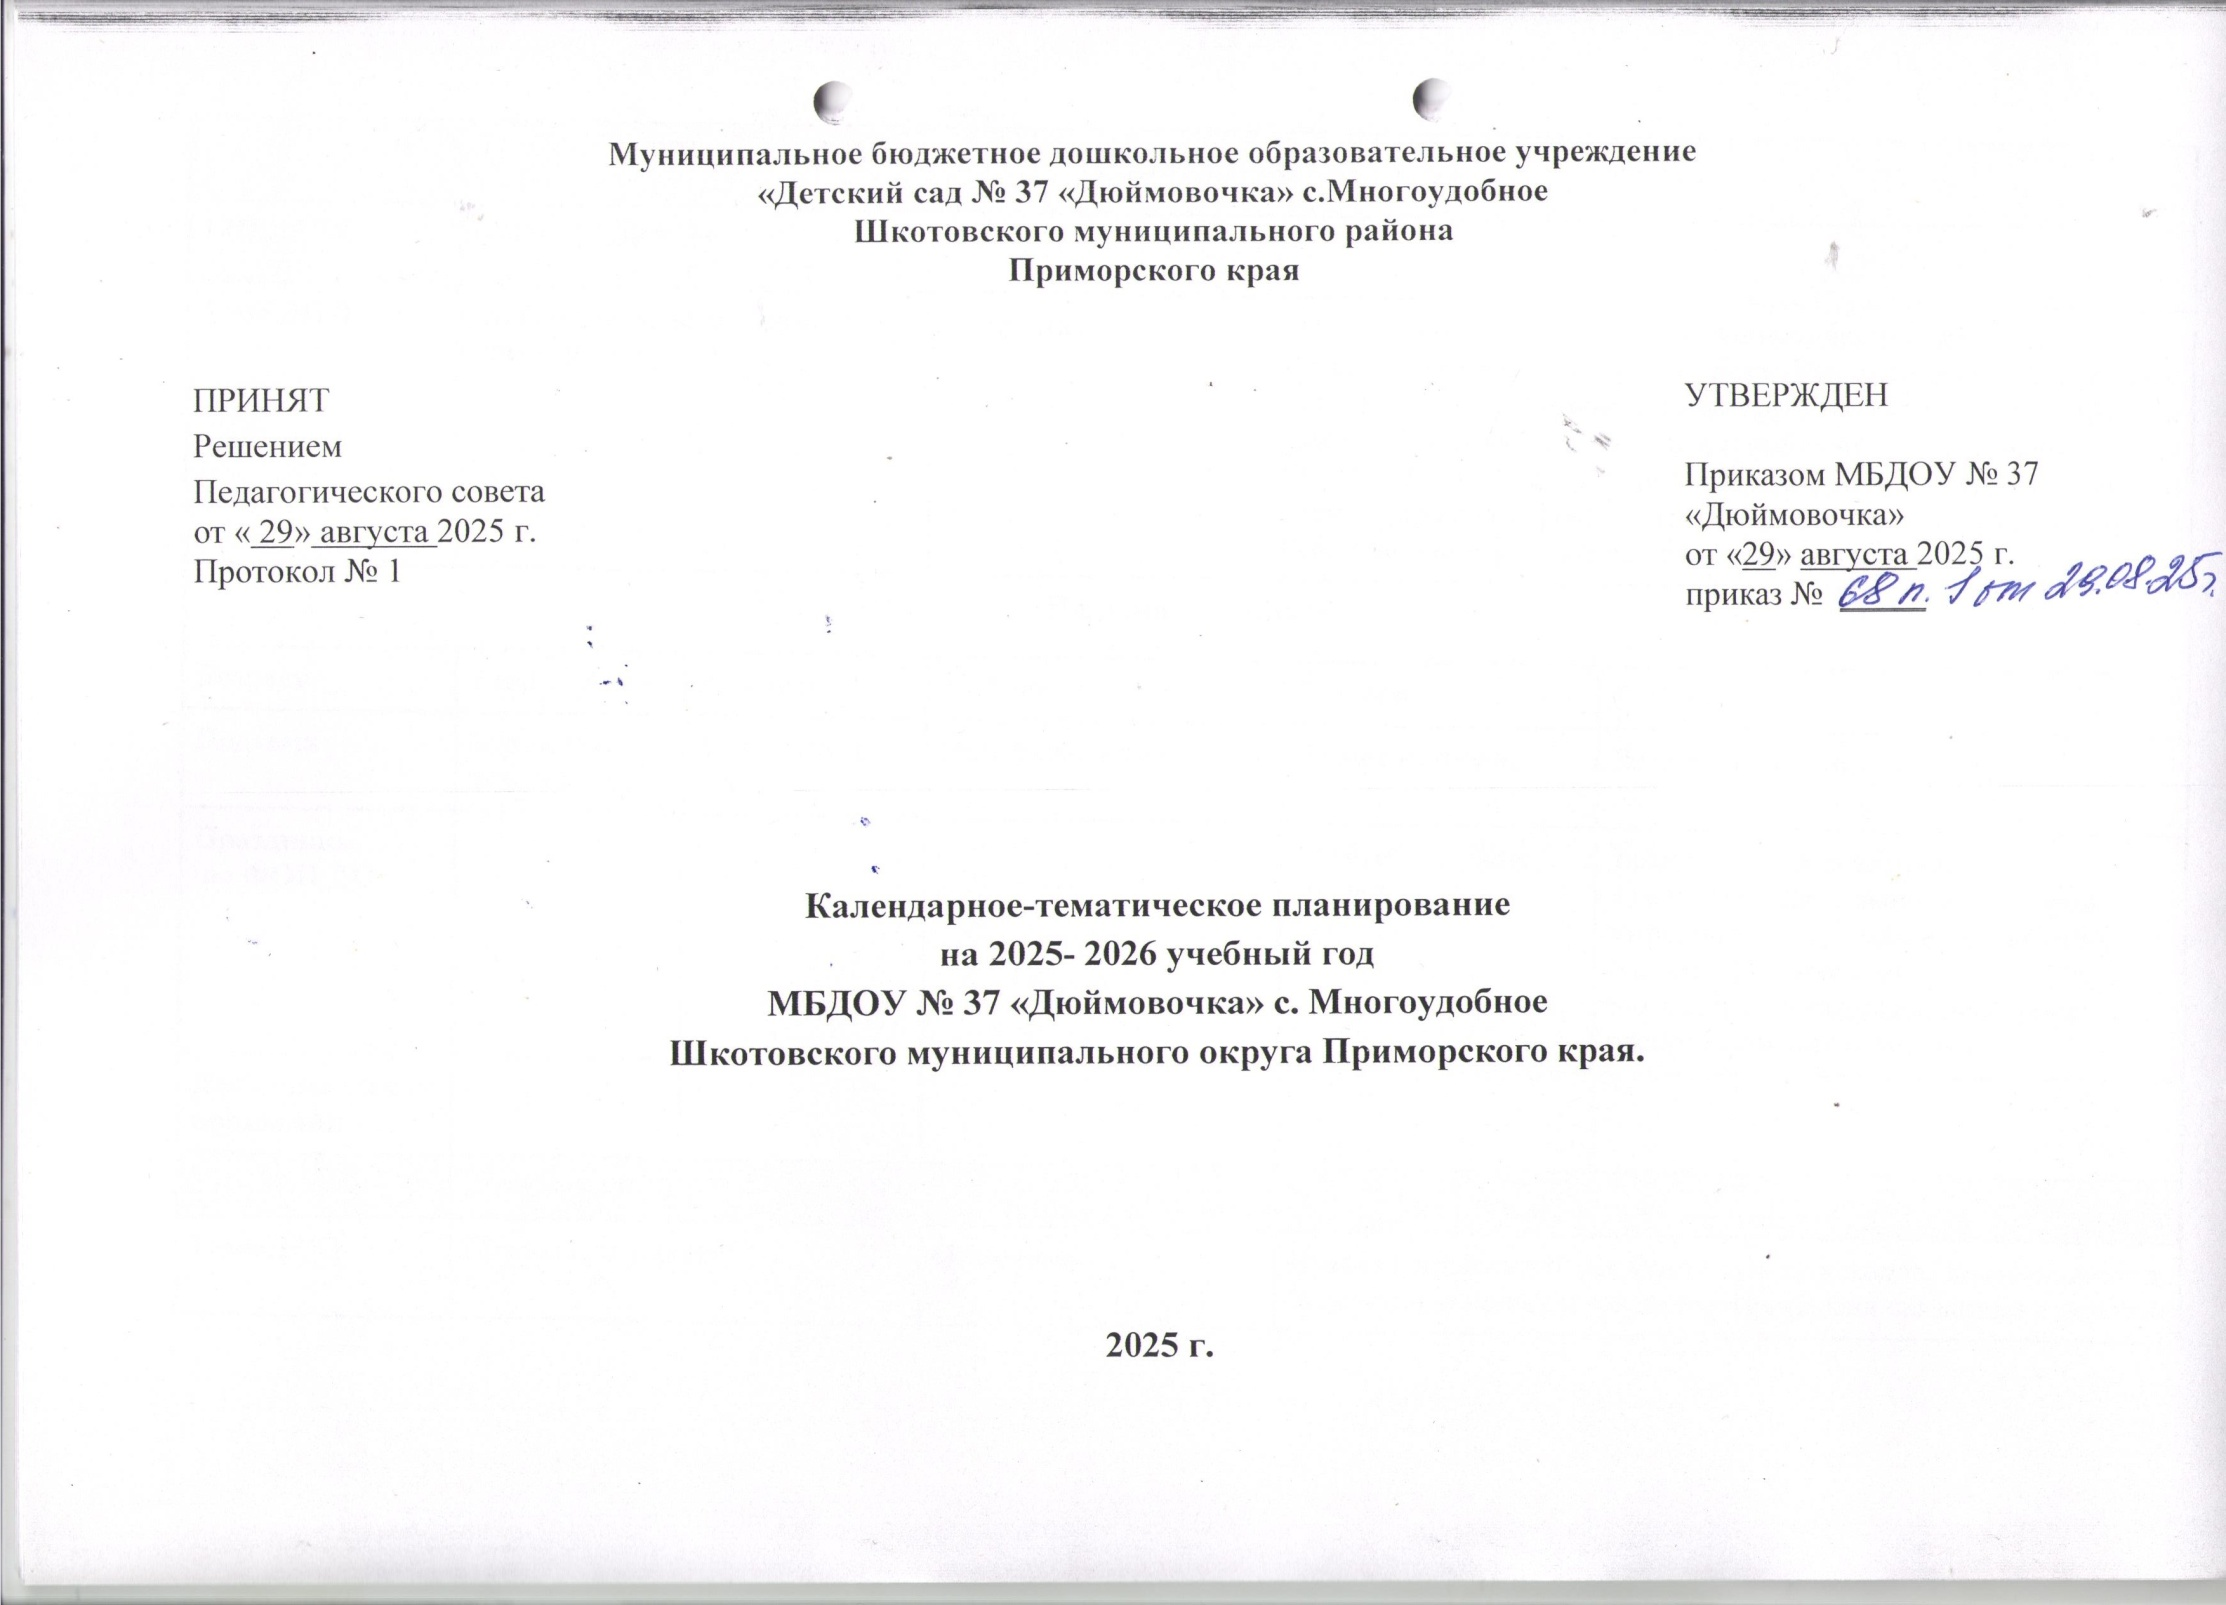 Муниципальное бюджетное дошкольное образовательное учреждение
«Детский сад № 37 «Дюймовочка» с.Многоудобное
Шкотовского муниципального района
Приморского края
ПРИНЯТ
Решением
Педагогического совета
от « 29» августа 2025 г.
Протокол № 1
УТВЕРЖДЕН
Приказом МБДОУ № 37
«Дюймовочка»
от «29» августа 2025 г.
приказ № 68 п. 1 от 29.08.25г.
Календарное-тематическое планирование
на 2025- 2026 учебный год
МБДОУ № 37 «Дюймовочка» с. Многоудобное
Шкотовского муниципального округа Приморского края.
2025 г.